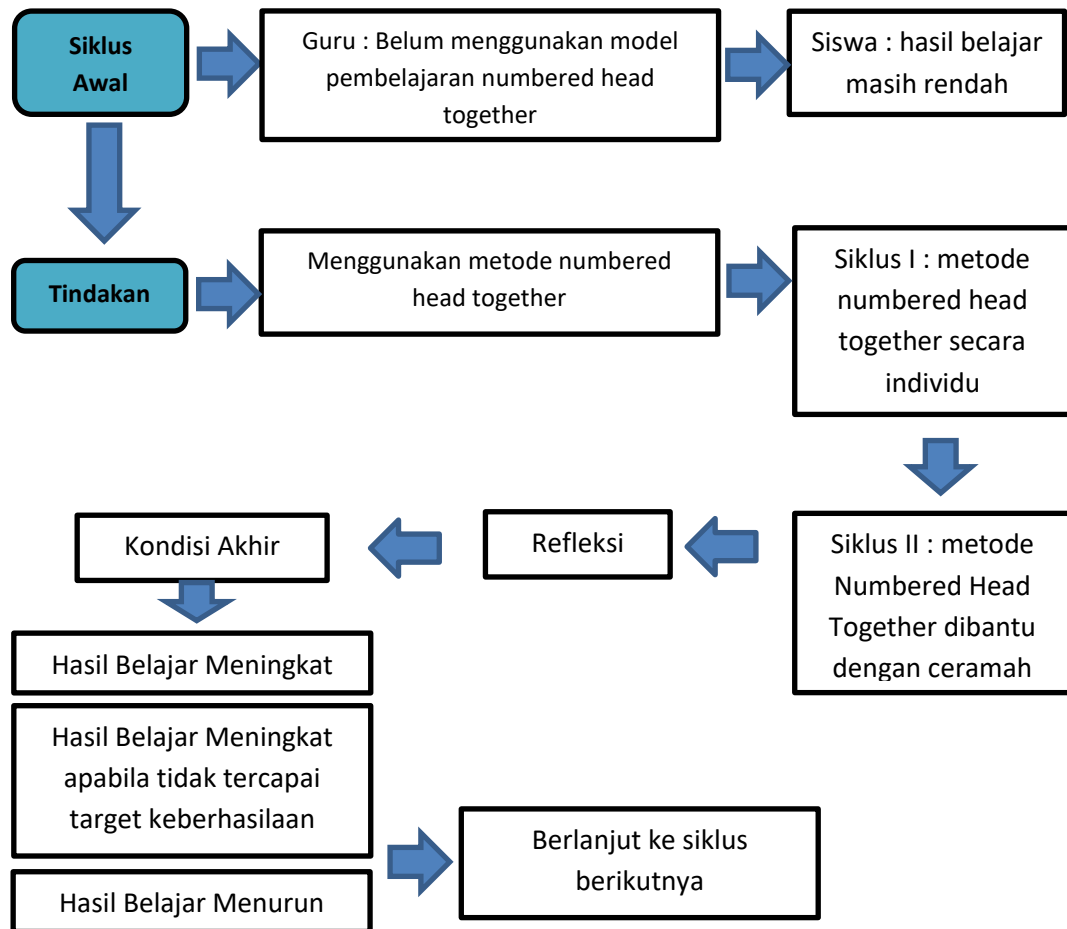 Siklus
Awal
Guru : Belum menggunakan model
pembelajaran numbered head
together
Siswa : hasil belajar
masih rendah
Tindakan
Menggunakan metode numbered
head together
Siklus I : metode
numbered head
together secara
individu
Siklus II : metode
Numbered Head
Together dibantu
dengan ceramah
Refleksi
Kondisi Akhir
Hasil Belajar Meningkat
Hasil Belajar Meningkat
apabila tidak tercapai
target keberhasilaan
Hasil Belajar Menurun
Berlanjut ke siklus
berikutnya